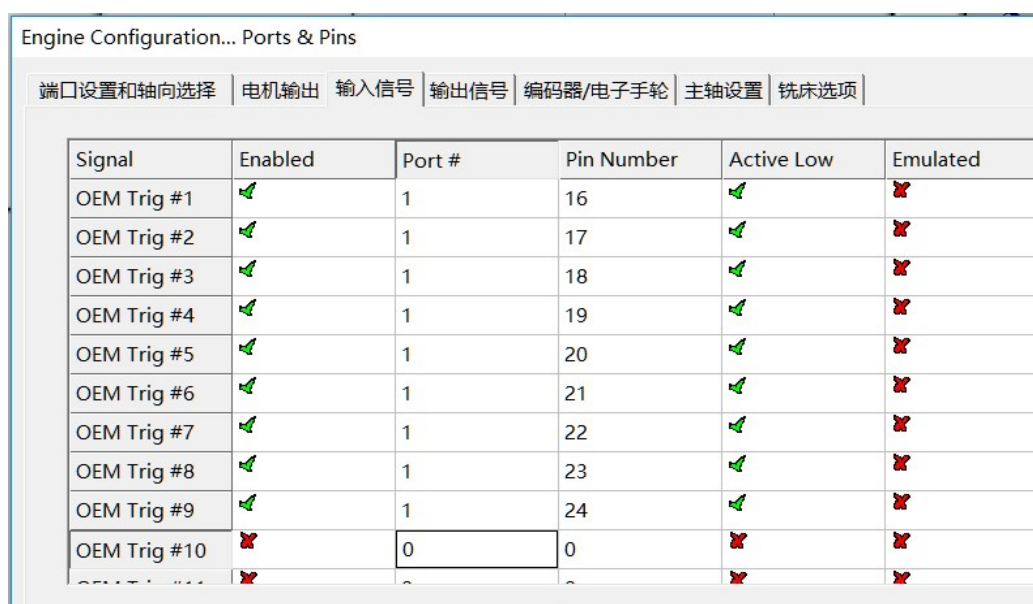 Engine Configuration... Ports & Pins
端口设置和轴向选择 电机输出 输入信号 输出信号 编码器/电子手轮 主轴设置 铣床选项
Signal Enabled Port # Pin Number Active Low Emulated
OEM Trig #1 1 16
OEM Trig #2 1 17
OEM Trig #3 1 18
OEM Trig #4 1 19
OEM Trig #5 1 20
OEM Trig #6 1 21
OEM Trig #7 1 22
OEM Trig #8 1 23
OEM Trig #9 1 24
OEM Trig #10 0 0